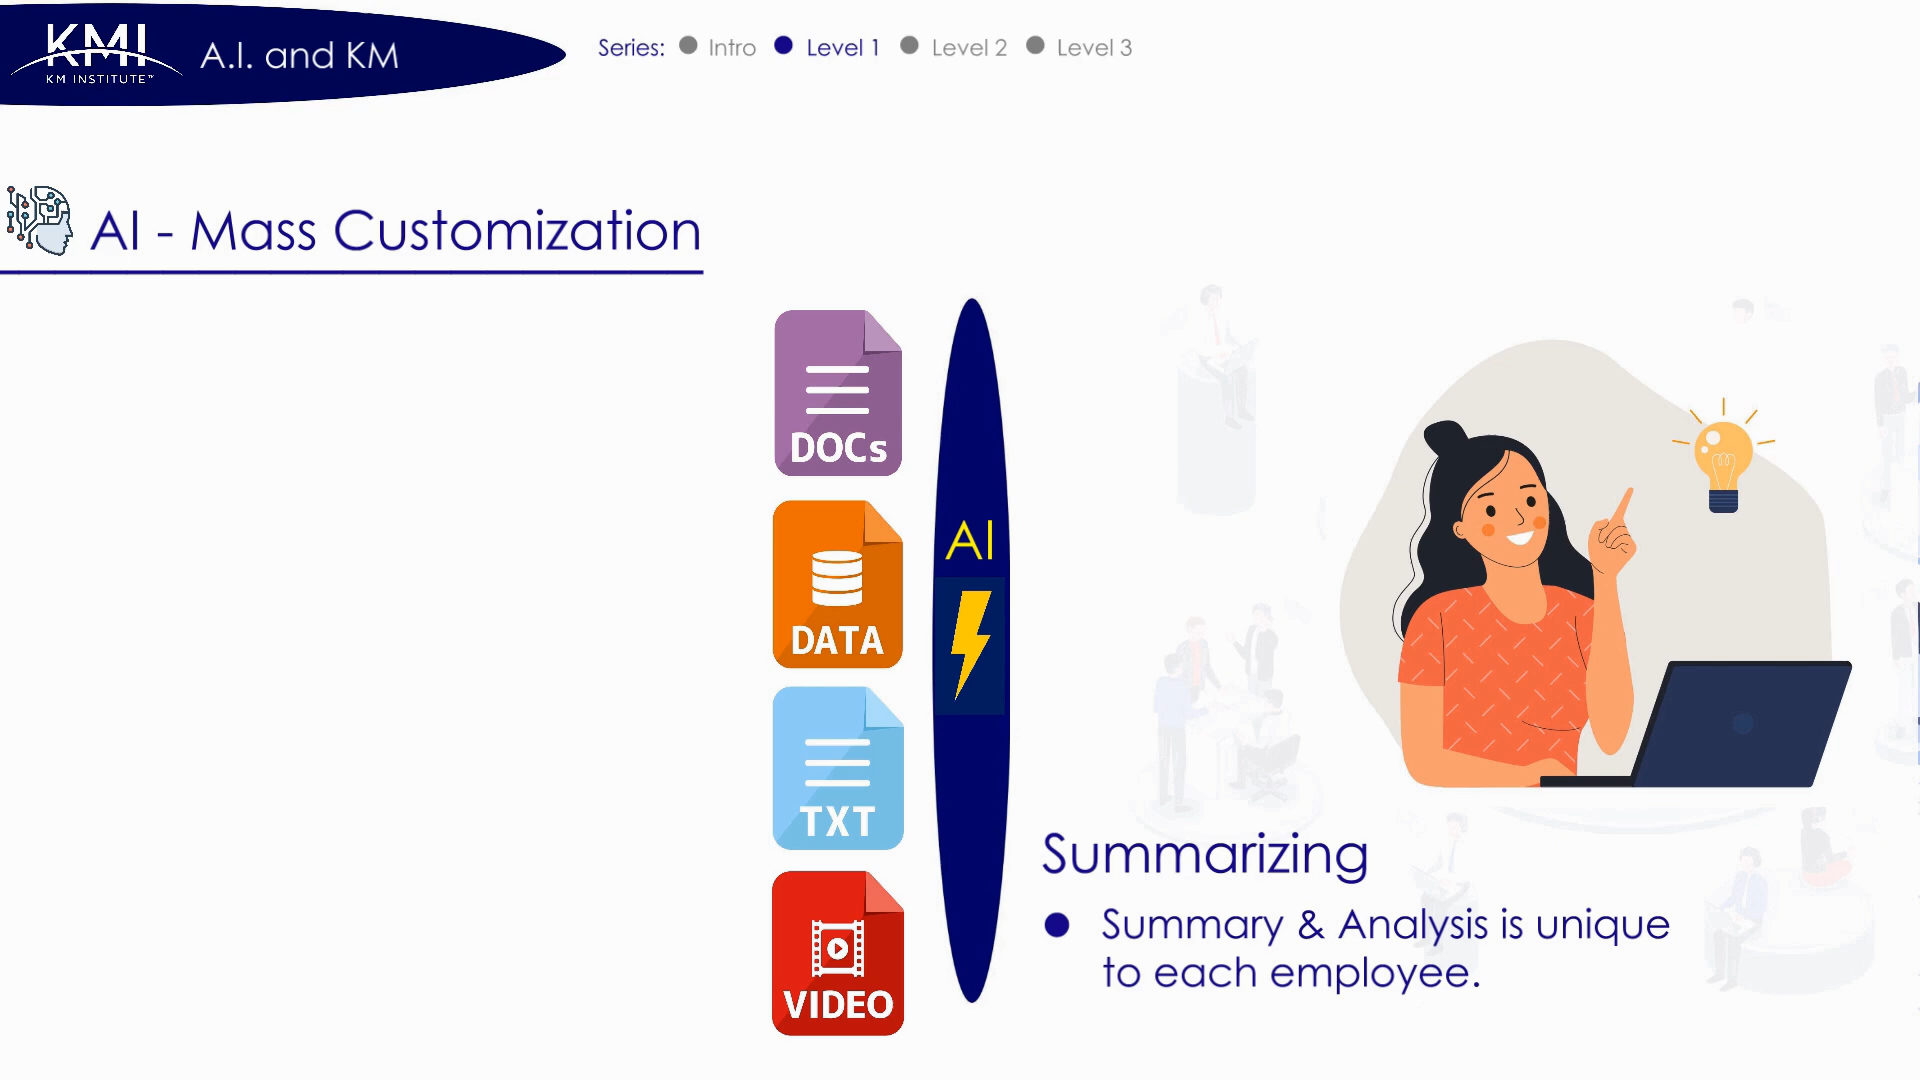 KMI
KM INSTITUTE™
A.I. and KM
Series: Intro Level 1 Level 2 Level 3
AI - Mass Customization
DOCs
DATA
TXT
VIDEO
AI
Summarizing
Summary & Analysis is unique
to each employee.